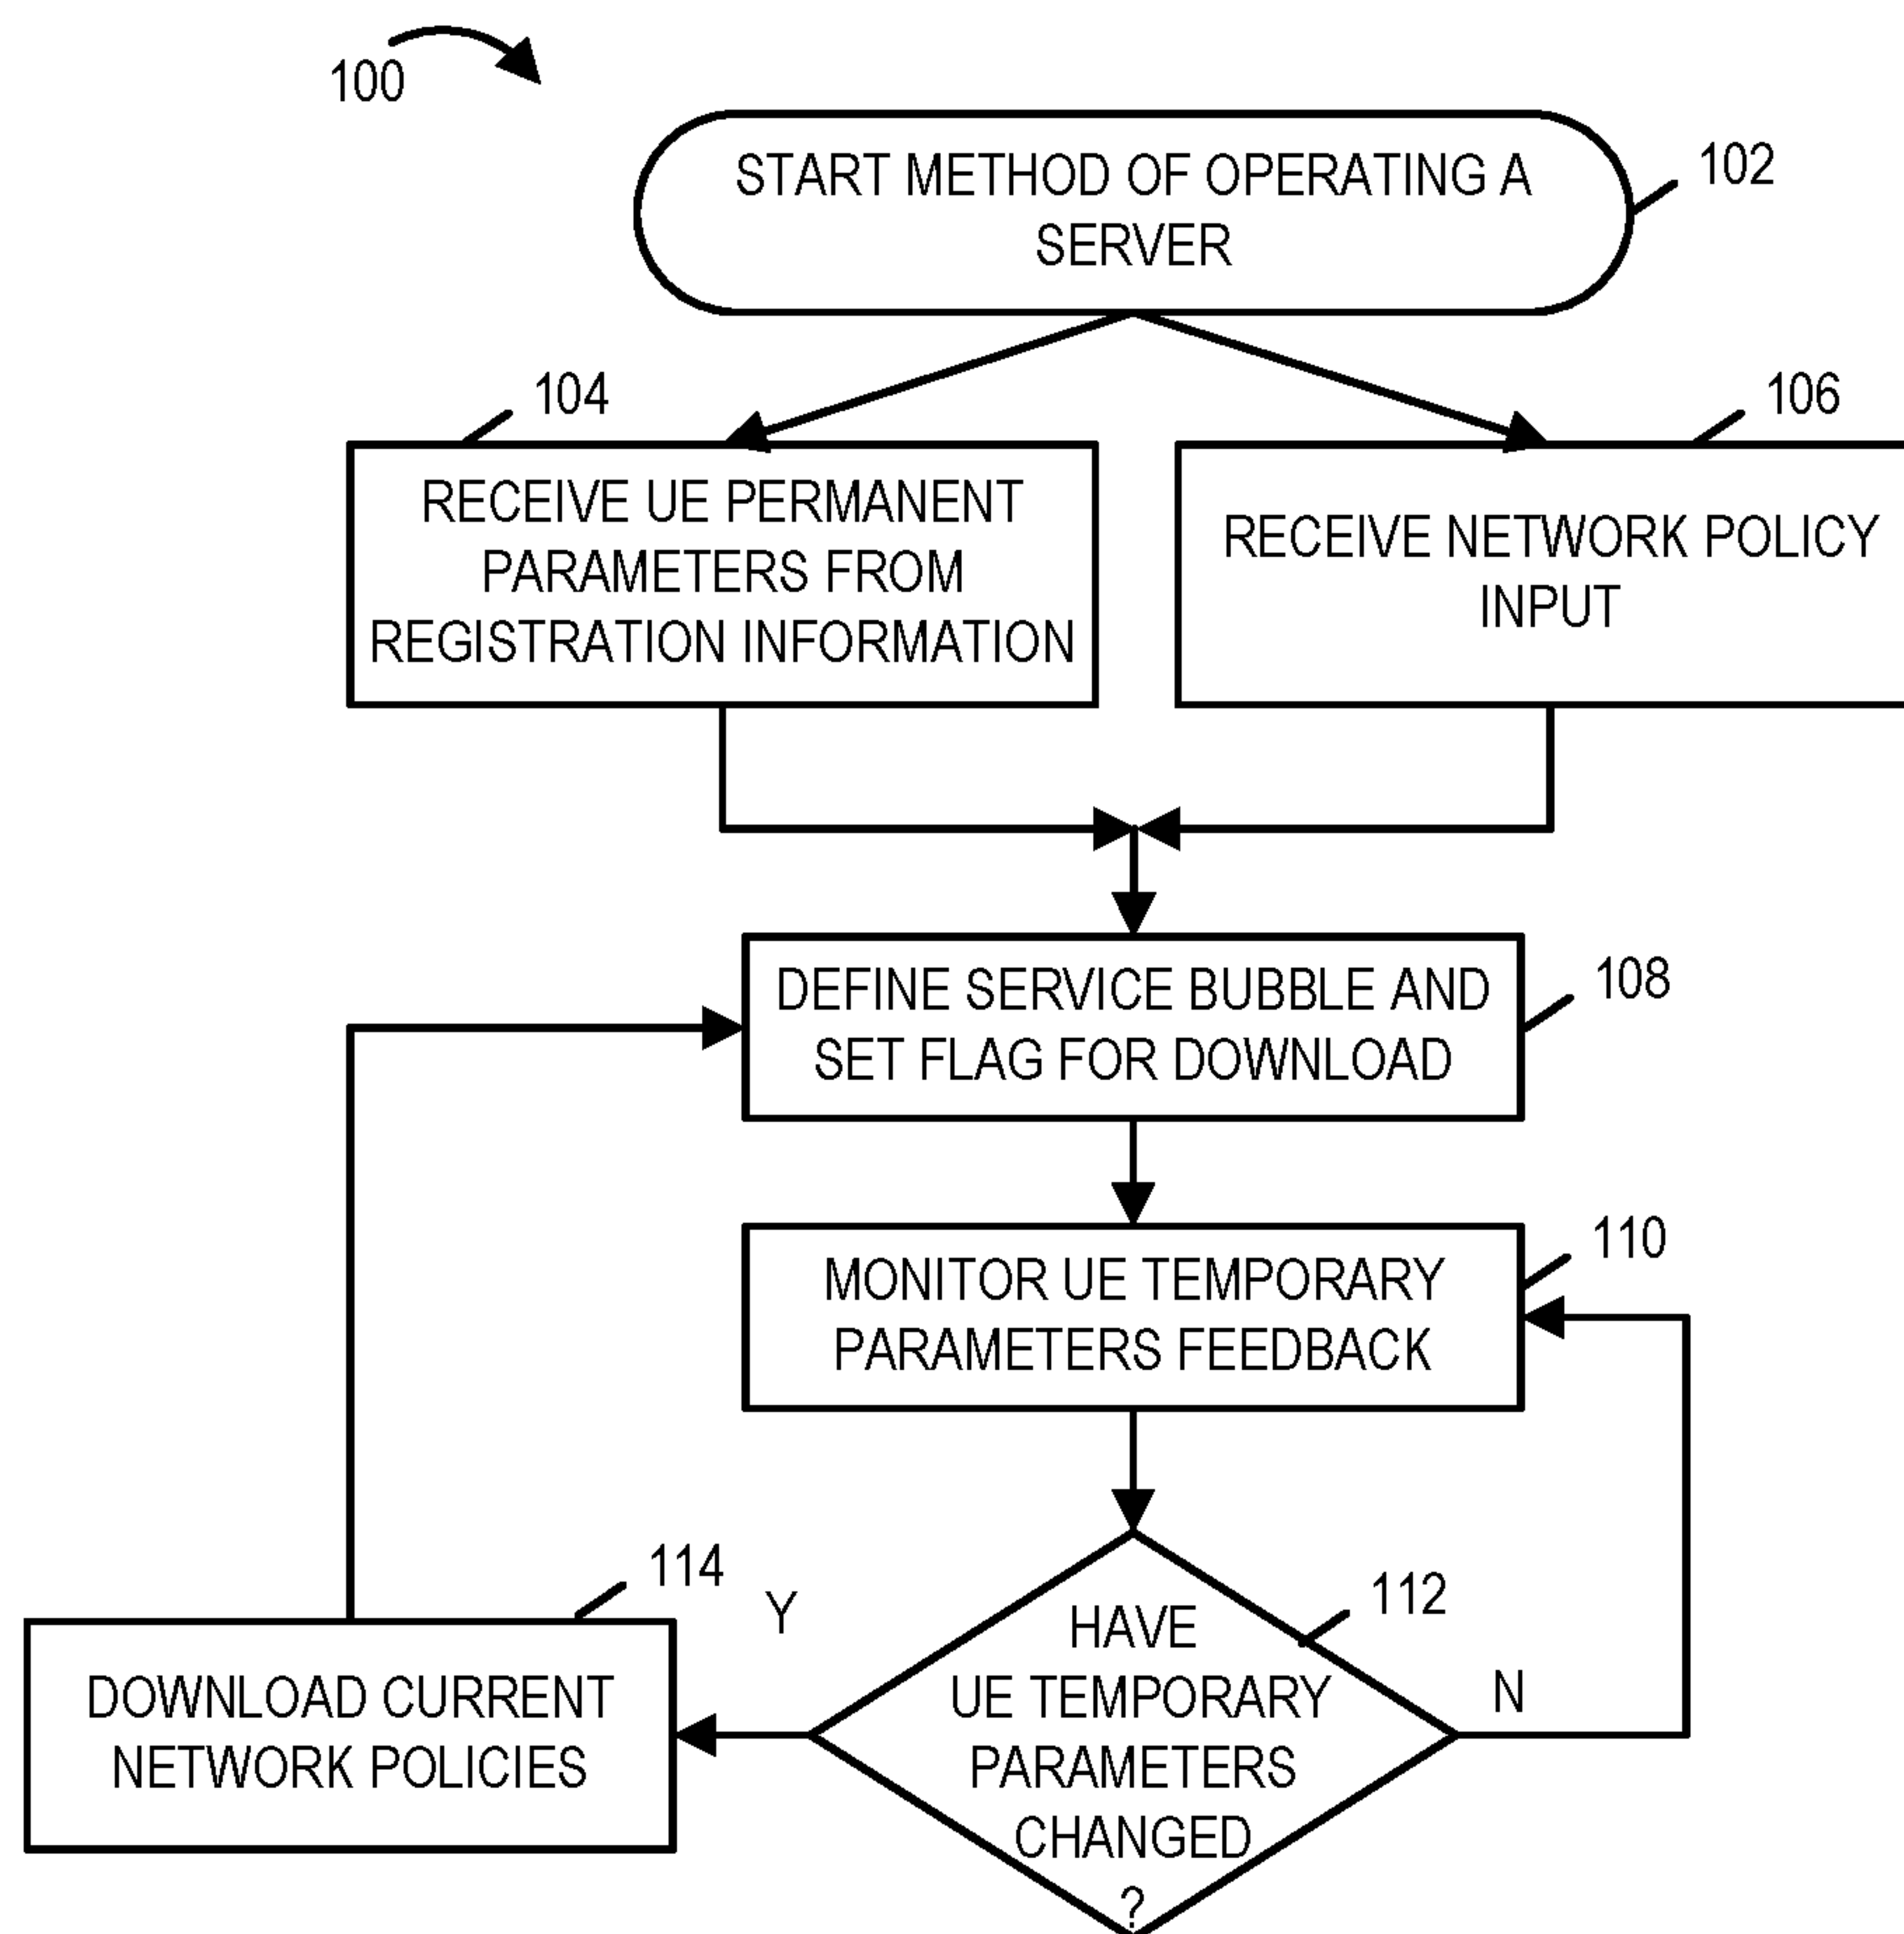 100
START METHOD OF OPERATING A
SERVER
102
104
106
RECEIVE UE PERMANENT
PARAMETERS FROM
REGISTRATION INFORMATION
RECEIVE NETWORK POLICY
INPUT
DEFINE SERVICE BUBBLE AND
SET FLAG FOR DOWNLOAD
108
MONITOR UE TEMPORARY
PARAMETERS FEEDBACK
110
114
Y
112
HAVE
UE TEMPORARY
PARAMETERS
CHANGED
?
N
DOWNLOAD CURRENT
NETWORK POLICIES